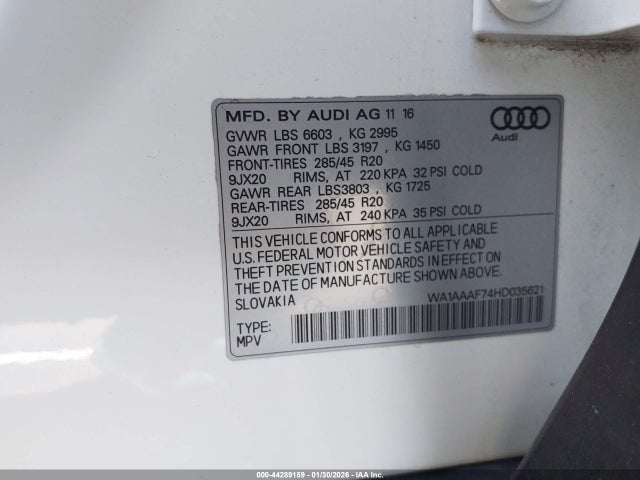 MFD. BY AUDI AG 11 16
GVWR LBS 6603 , KG 2995
GAWR FRONT LBS 3197 , KG 1450
FRONT-TIRES 285/45 R20
9JX20 RIMS, AT 220 KPA 32 PSI COLD
GAWR REAR LBS3803 , KG 1725
REAR-TIRES 285/45 R20
9JX20 RIMS, AT 240 KPA 35 PSI COLD
THIS VEHICLE CONFORMS TO ALL APPLICABLE
U.S. FEDERAL MOTOR VEHICLE SAFETY AND
THEFT PREVENTION STANDARDS IN EFFECT ON
THE DATE OF MANUFACTURE SHOWN ABOVE.
SLOVAKIA
Audi
WA1AAAF74HD035621
TYPE:
MPV
000-44289159 - 01/30/2026 - IAA Inc.